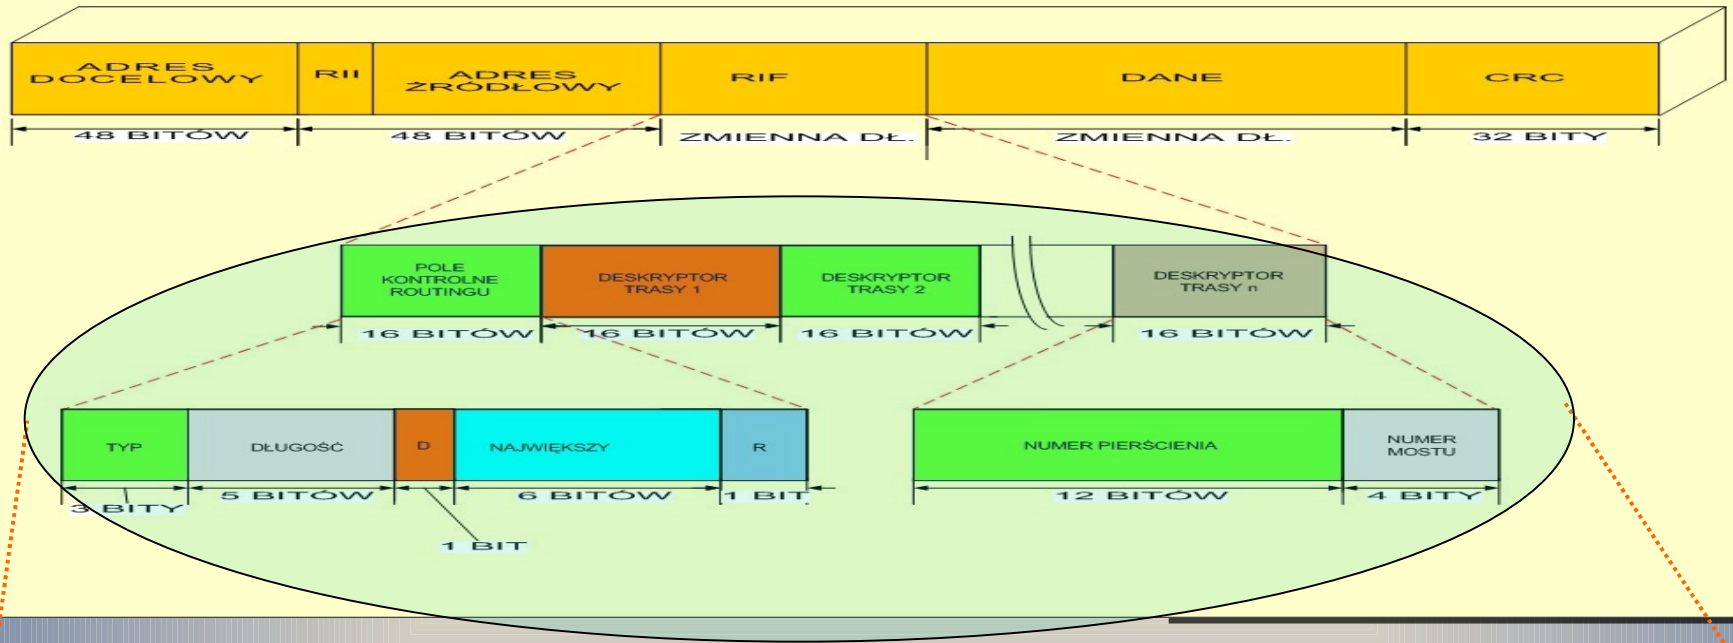 ADRES
DOCELOWY
RII
ADRES
ŹRÓDŁOWY
RIF
DANE
CRC
48 BITÓW
48 BITÓW
ZMIENNA DŁ.
ZMIENNA DŁ.
32 BITY
POLE
KONTROLNE
ROUTINGU
DESKRYPTOR
TRASY 1
DESKRYPTOR
TRASY 2
DESKRYPTOR
TRASY n
16 BITÓW
16 BITÓW
16 BITÓW
16 BITÓW
TYP
DŁUGOŚĆ
D
NAJWIĘKSZY
R
NUMER PIERŚCIENIA
NUMER
MOSTU
3 BITY
5 BITÓW
1 BIT
6 BITÓW
1 BIT
12 BITÓW
4 BITY